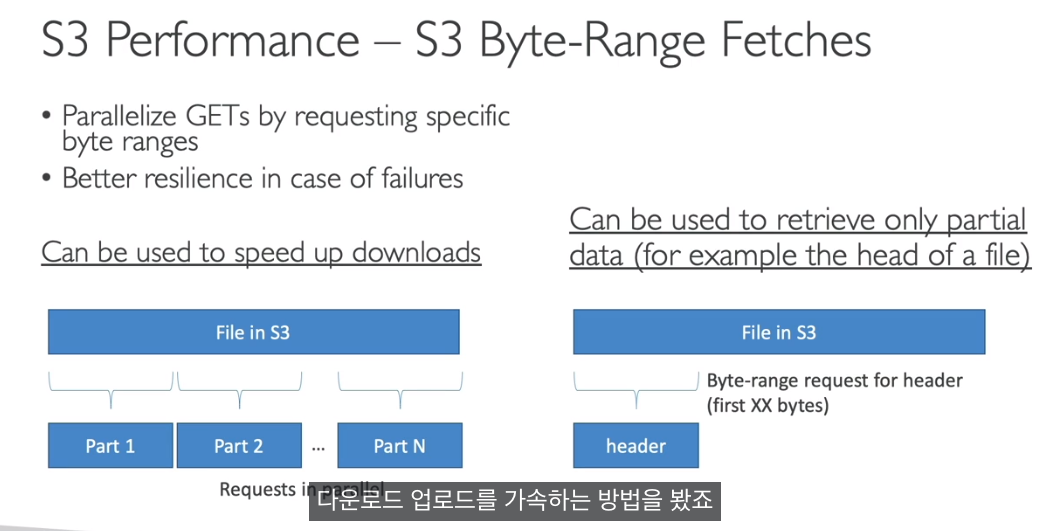 S3 Performance – S3 Byte-Range Fetches
• Parallelize GETs by requesting specific
byte ranges
• Better resilience in case of failures
Can be used to speed up downloads
File in S3
Part 1
Part 2
...
Part N
Requests in parallel
Can be used to retrieve only partial
data (for example the head of a file)
File in S3
Byte-range request for header
(first XX bytes)
header
다운로드 업로드를 가속하는 방법을 봤죠